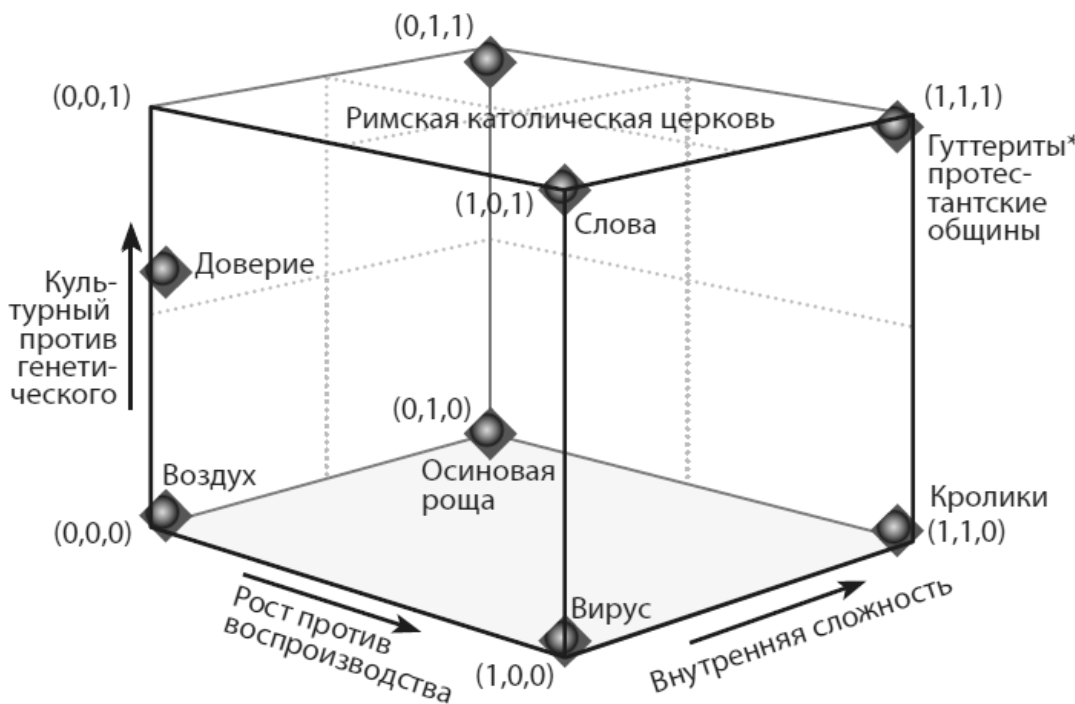 (0,1,1)
(0,0,1)
(1,1,1)
Римская католическая церковь
Гуттериты*
протес-
тантские
общины
(1,0,1)
Слова
Доверие
Куль-
турный
против
генети-
ческого
(0,1,0)
Осиновая
роща
Воздух
(0,0,0)
Кролики
(1,1,0)
Рост против
воспроизводства
Вирус
(1,0,0)
Внутренняя сложность